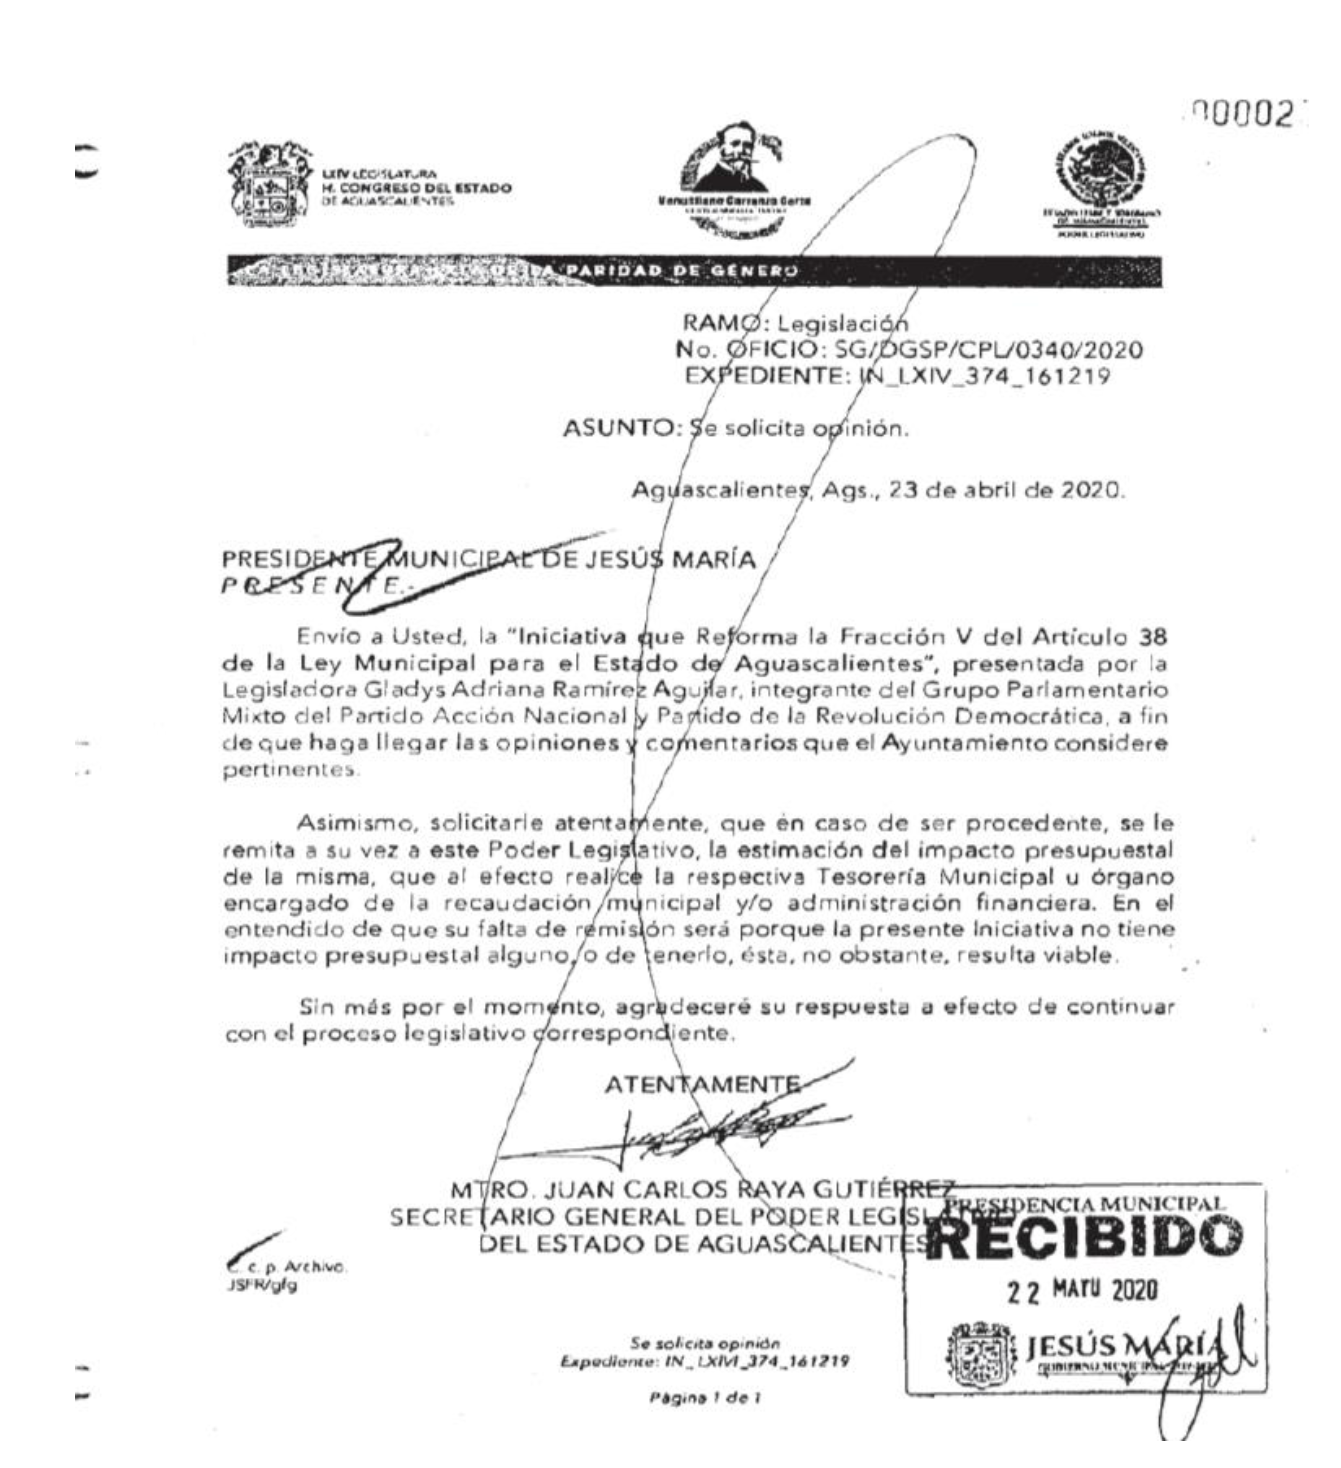 00002
LXIV LEGISLATURA
H. CONGRESO DEL ESTADO
DE AGUASCALIENTES
Venustiano Carranza Garza
PODER LEGISLATIVO
LA LEGISLATURA DE LA PARIDAD DE GÉNERO
RAMO: Legislación
No. OFICIO: SG/DGSP/CPL/0340/2020
EXPEDIENTE: IN_LXIV_374_161219
ASUNTO: Se solicita opinión.
Aguascalientes, Ags., 23 de abril de 2020.
PRESIDENTE MUNICIPAL DE JESÚS MARÍA
P R E S E N T E.-
Envío a Usted, la "Iniciativa que Reforma la Fracción V del Artículo 38
de la Ley Municipal para el Estado de Aguascalientes", presentada por la
Legisladora Gladys Adriana Ramírez Aguilar, integrante del Grupo Parlamentario
Mixto del Partido Acción Nacional y Partido de la Revolución Democrática, a fin
de que haga llegar las opiniones y comentarios que el Ayuntamiento considere
pertinentes.
Asimismo, solicitarle atentamente, que en caso de ser procedente, se le
remita a su vez a este Poder Legislativo, la estimación del impacto presupuestal
de la misma, que al efecto realice la respectiva Tesorería Municipal u órgano
encargado de la recaudación municipal y/o administración financiera. En el
entendido de que su falta de remisión será porque la presente Iniciativa no tiene
impacto presupuestal alguno, o de tenerlo, ésta, no obstante, resulta viable.
Sin más por el momento, agradeceré su respuesta a efecto de continuar
con el proceso legislativo correspondiente.
ATENTAMENTE
MTRO. JUAN CARLOS RAYA GUTIÉRREZ
SECRETARIO GENERAL DEL PODER LEGISLATIVO
DEL ESTADO DE AGUASCALIENTES
PRESIDENCIA MUNICIPAL
RECIBIDO
22 MAYO 2020
JESÚS MARÍA
C. c. p. Archivo.
JSFR/gfg
Se solicita opinión
Expediente: IN_LXIV_374_161219
Página 1 de 1